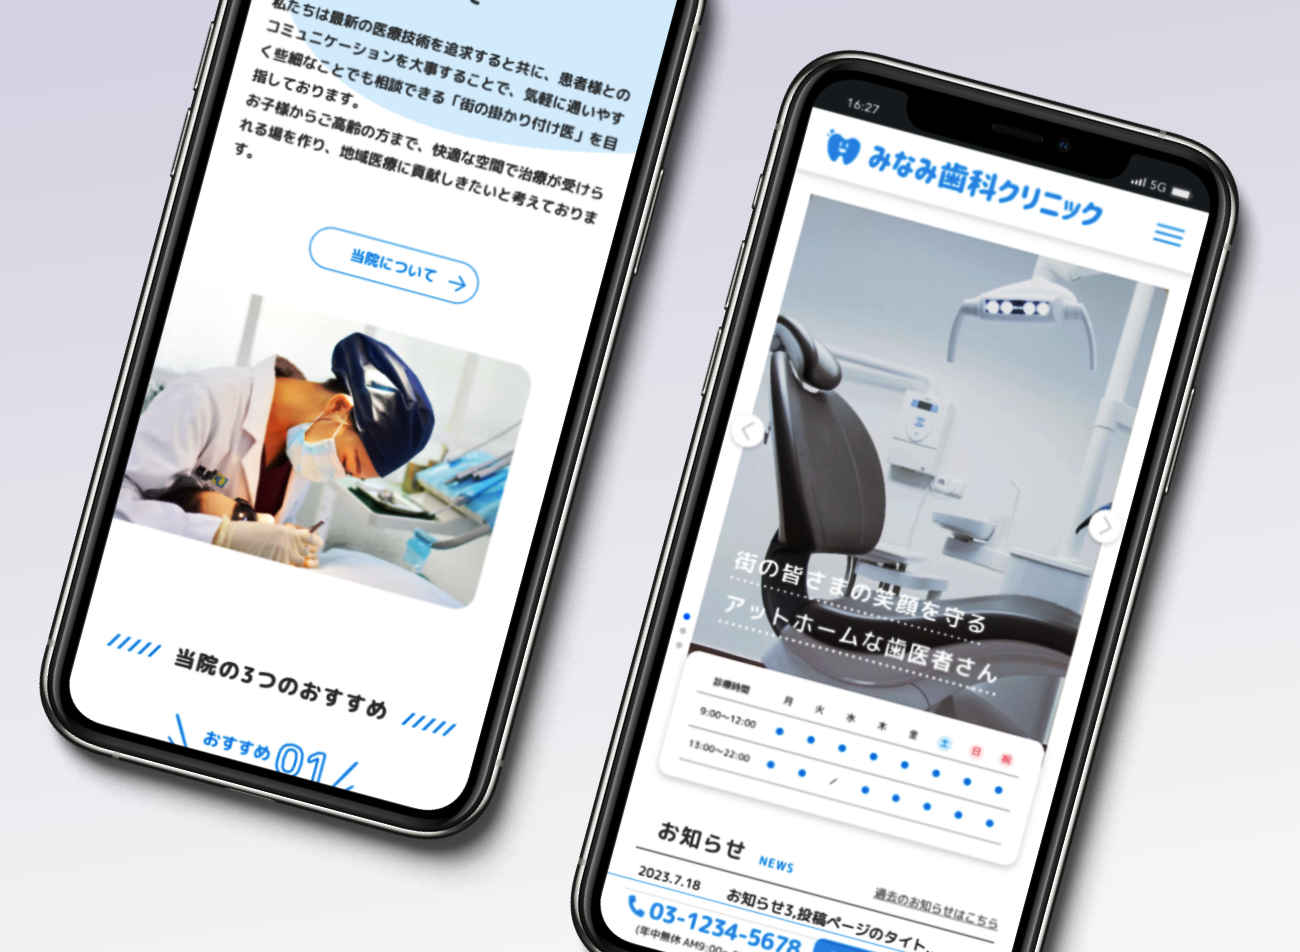 私たちは最新の医療技術を追求すると共に、患者様との
コミュニケーションを大事することで、気軽に通いやす
く些細なことでも相談できる「街の掛かり付け医」を目
指しております。
お子様からご高齢の方まで、快適な空間で治療が受けら
れる場を作り、地域医療に貢献しきたいと考えておりま
す。
当院について
当院の3つのおすすめ
おすすめ 01
16:27
5G
みなみ歯科クリニック
街の皆さまの笑顔を守る
アットホームな歯医者さん
診療時間 月 火 水 木 金 土 日 祝
9:00〜12:00 ● ● ● ● ● ● ● ●
13:00〜22:00 ● ● / ● ● ● ● ●
お知らせ NEWS
過去のお知らせはこちら
2023.7.18 お知らせ3,投稿ページのタイト...
03-1234-5678
(年中無休 AM9:00